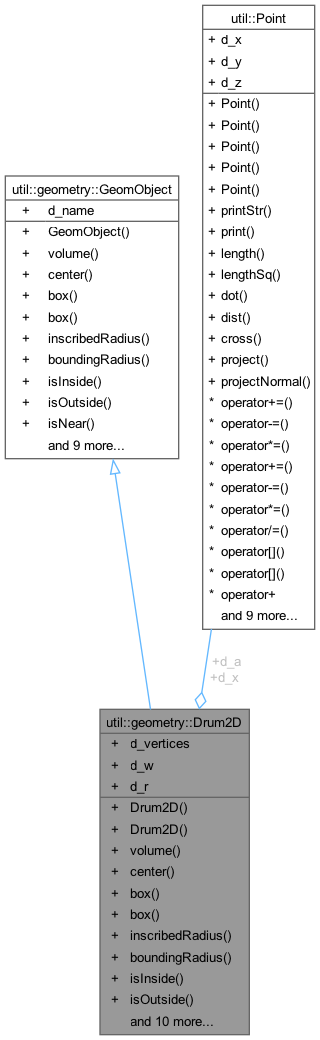 util::Point
+ d_x
+ d_y
+ d_z
+ Point()
+ Point()
+ Point()
+ Point()
+ Point()
+ printStr()
+ print()
+ length()
+ lengthSq()
+ dot()
+ dist()
+ cross()
+ project()
+ projectNormal()
* operator+=()
* operator-=()
* operator*=()
* operator+=()
* operator-=()
* operator*=()
* operator/=()
* operator[]()
* operator[]()
* operator+
and 9 more...
util::geometry::GeomObject
+ d_name
+ GeomObject()
+ volume()
+ center()
+ box()
+ box()
+ inscribedRadius()
+ boundingRadius()
+ isInside()
+ isOutside()
+ isNear()
and 9 more...
+d_a
+d_x
util::geometry::Drum2D
+ d_vertices
+ d_w
+ d_r
+ Drum2D()
+ Drum2D()
+ volume()
+ center()
+ box()
+ box()
+ inscribedRadius()
+ boundingRadius()
+ isInside()
+ isOutside()
and 10 more...